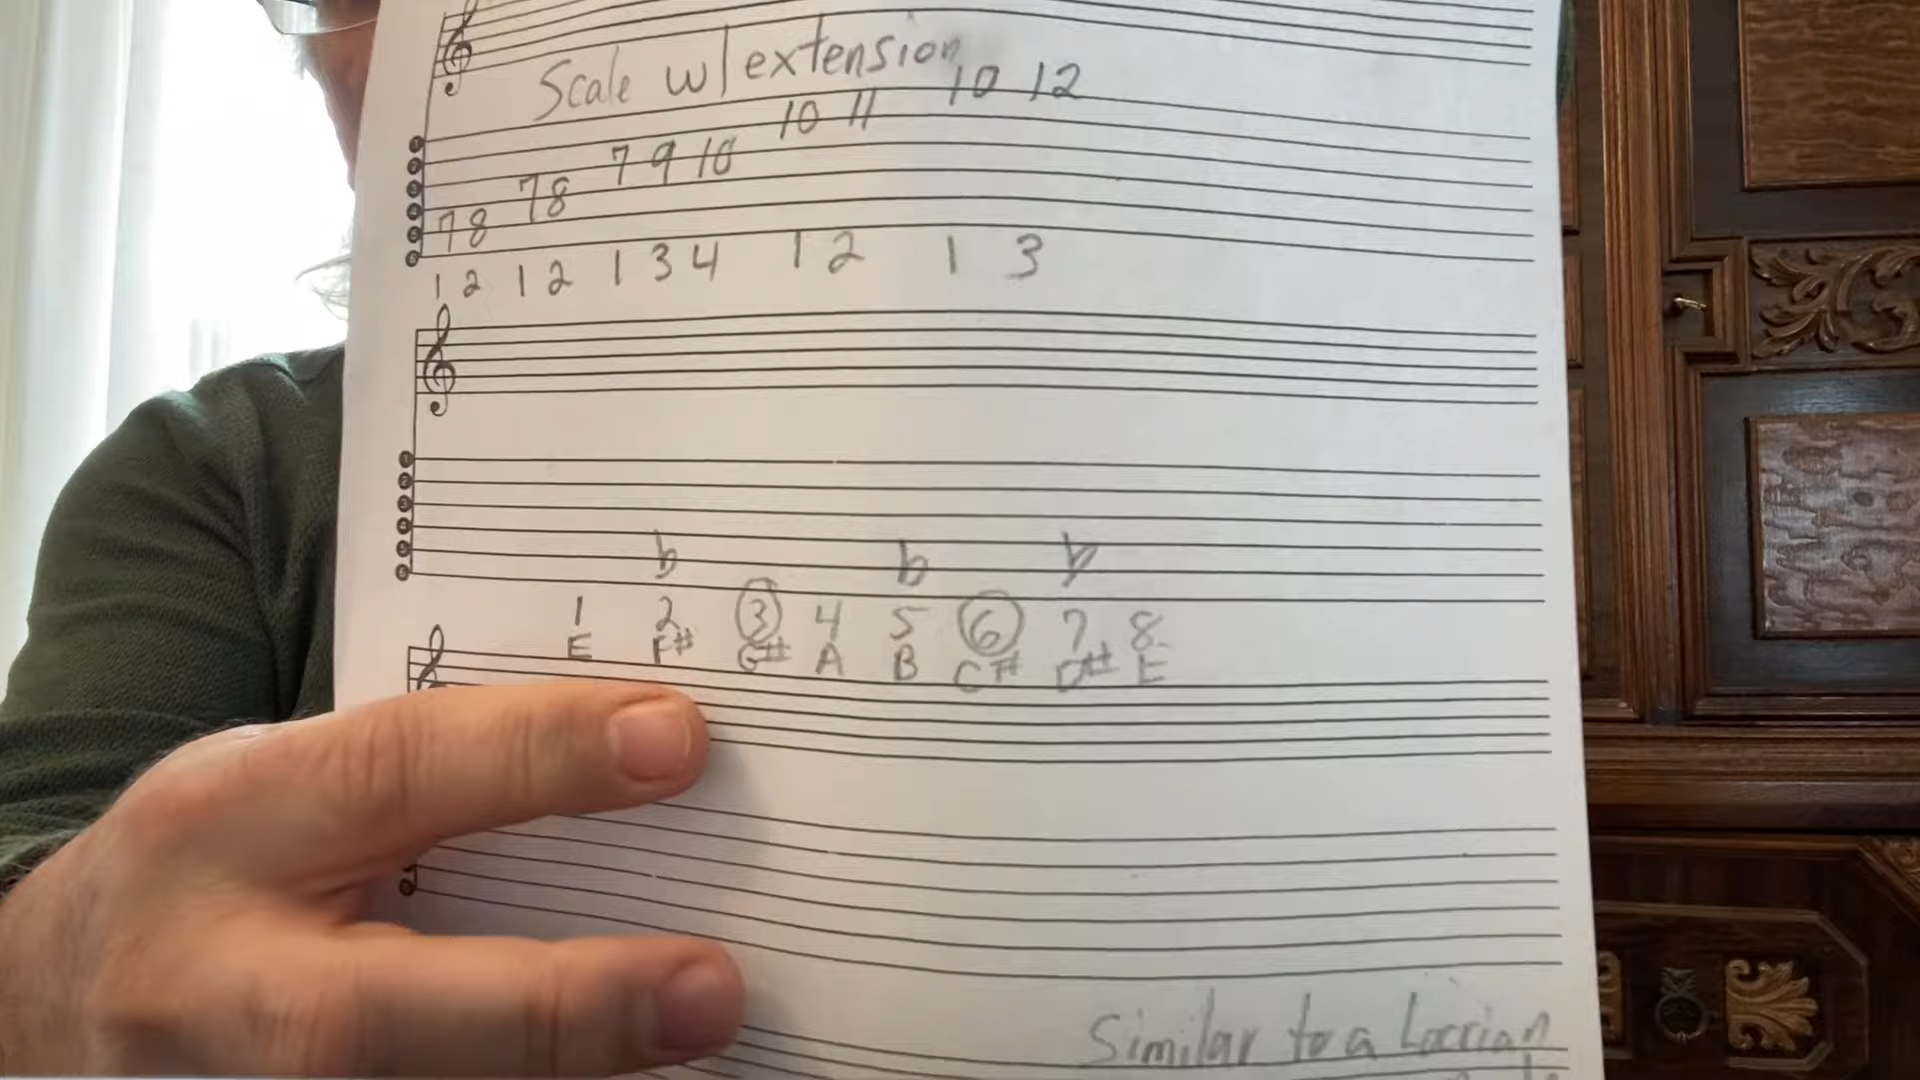 Scale w/ extension
10 12
10 11
7 9 10
7 8
7 8
1 2 1 2 1 3 4 1 2 1 3
b b b
1 2 3 4 5 6 7 8
E F# G# A B C# D# E
Similar to a Locrian